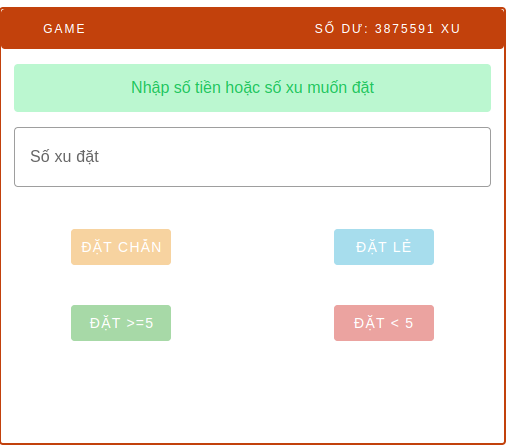 GAME
SỐ DƯ: 3875591 XU
Nhập số tiền hoặc số xu muốn đặt
Số xu đặt
ĐẶT CHẴN
ĐẶT LẺ
ĐẶT >=5
ĐẶT < 5